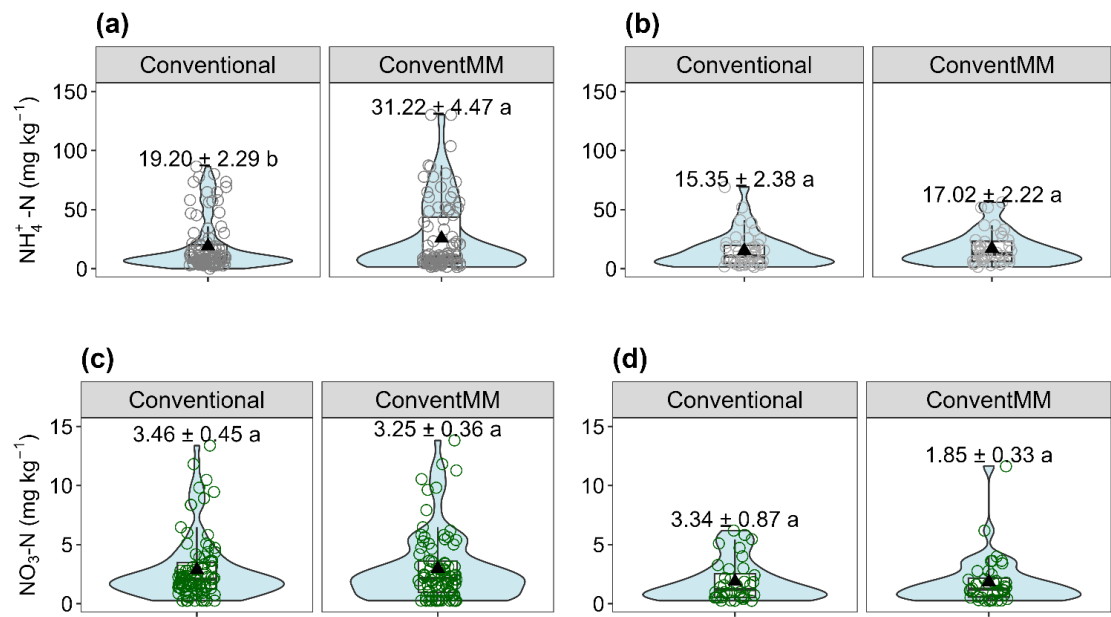 (a)
(b)
Conventional
ConventMM
Conventional
ConventMM
NH₄⁺-N (mg kg⁻¹)
150
100
50
0
150
100
50
0
19.20 ± 2.29 b
31.22 ± 4.47 a
15.35 ± 2.38 a
17.02 ± 2.22 a
(c)
(d)
Conventional
ConventMM
Conventional
ConventMM
NO₃-N (mg kg⁻¹)
15
10
5
0
15
10
5
0
3.46 ± 0.45 a
3.25 ± 0.36 a
3.34 ± 0.87 a
1.85 ± 0.33 a